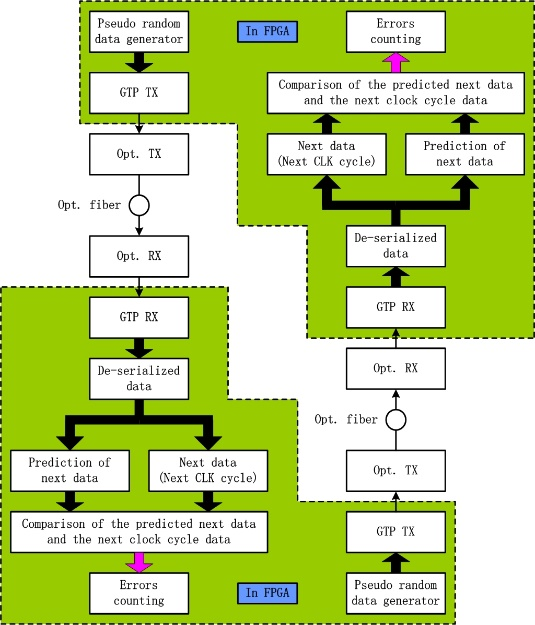 Pseudo random
data generator
In FPGA
Errors
counting
GTP TX
Comparison of the predicted next data
and the next clock cycle data
Opt. TX
Next data
(Next CLK cycle)
Prediction of
next data
Opt. fiber
Opt. RX
De-serialized
data
GTP RX
GTP RX
De-serialized
data
Opt. RX
Opt. fiber
Prediction of
next data
Next data
(Next CLK cycle)
Opt. TX
Comparison of the predicted next data
and the next clock cycle data
GTP TX
Errors
counting
In FPGA
Pseudo random
data generator